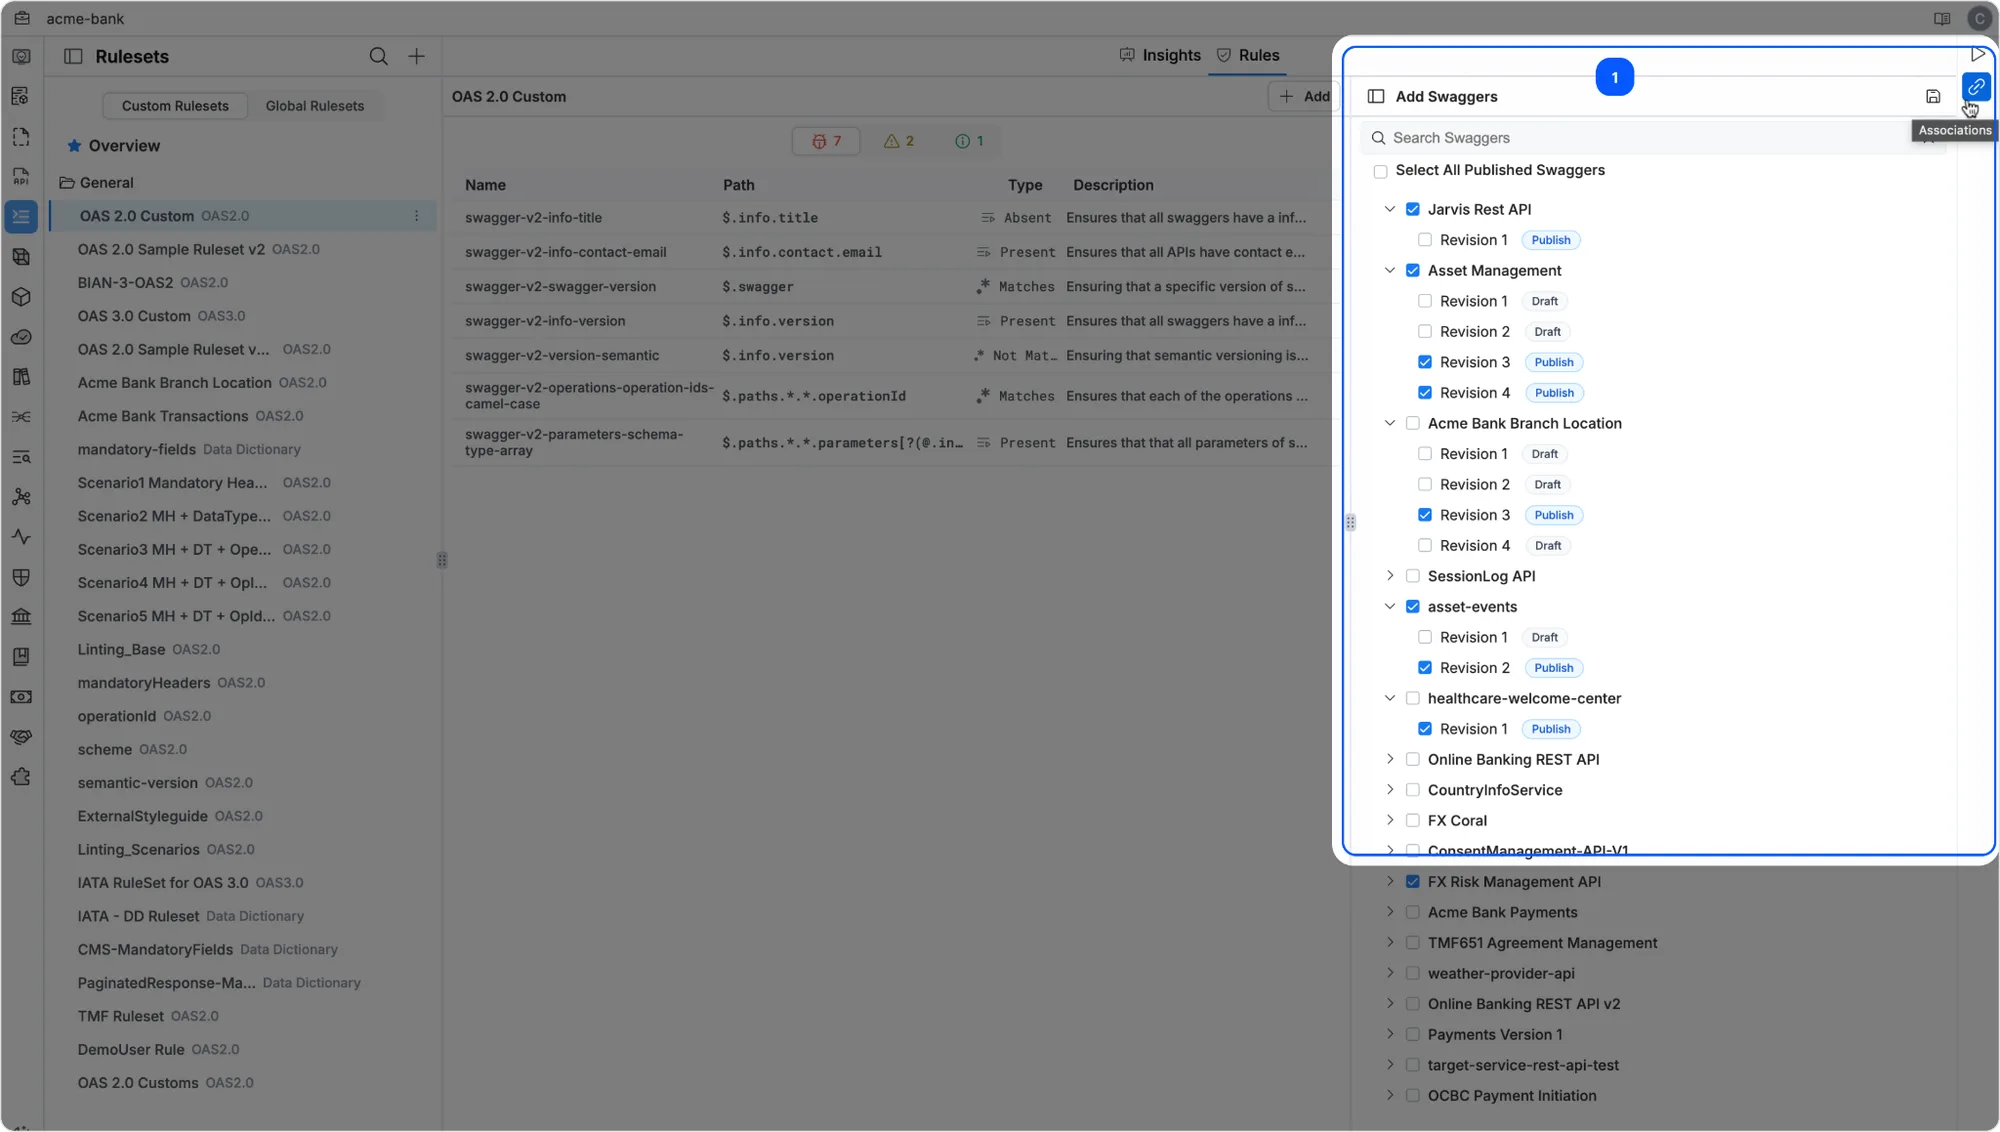 acme-bank
C
Rulesets
Insights
Rules
1
Custom Rulesets
Global Rulesets
OAS 2.0 Custom
Add
Add Swaggers
Associations
Search Swaggers
7
2
1
Overview
General
OAS 2.0 Custom OAS2.0
OAS 2.0 Sample Ruleset v2 OAS2.0
BIAN-3-OAS2 OAS2.0
OAS 3.0 Custom OAS3.0
OAS 2.0 Sample Ruleset v... OAS2.0
Acme Bank Branch Location OAS2.0
Acme Bank Transactions OAS2.0
mandatory-fields Data Dictionary
Scenario1 Mandatory Hea... OAS2.0
Scenario2 MH + DataType... OAS2.0
Scenario3 MH + DT + Ope... OAS2.0
Scenario4 MH + DT + OpI... OAS2.0
Scenario5 MH + DT + OpId... OAS2.0
Linting_Base OAS2.0
mandatoryHeaders OAS2.0
operationId OAS2.0
scheme OAS2.0
semantic-version OAS2.0
ExternalStyleguide OAS2.0
Linting_Scenarios OAS2.0
IATA RuleSet for OAS 3.0 OAS3.0
IATA - DD Ruleset Data Dictionary
CMS-MandatoryFields Data Dictionary
PaginatedResponse-Ma... Data Dictionary
TMF Ruleset OAS2.0
DemoUser Rule OAS2.0
OAS 2.0 Customs OAS2.0
Name Path Type Description
swagger-v2-info-title $.info.title Absent Ensures that all swaggers have a inf...
swagger-v2-info-contact-email $.info.contact.email Present Ensures that all APIs have contact e...
swagger-v2-swagger-version $.swagger Matches Ensuring that a specific version of s...
swagger-v2-info-version $.info.version Present Ensures that all swaggers have a inf...
swagger-v2-version-semantic $.info.version Not Mat... Ensuring that semantic versioning is...
swagger-v2-operations-operation-ids-
camel-case $.paths.*.*.operationId Matches Ensures that each of the operations ...
swagger-v2-parameters-schema-
type-array $.paths.*.*.parameters[?(@.in... Present Ensures that that all parameters of s...
Select All Published Swaggers
Jarvis Rest API
Revision 1 Publish
Asset Management
Revision 1 Draft
Revision 2 Draft
Revision 3 Publish
Revision 4 Publish
Acme Bank Branch Location
Revision 1 Draft
Revision 2 Draft
Revision 3 Publish
Revision 4 Draft
SessionLog API
asset-events
Revision 1 Draft
Revision 2 Publish
healthcare-welcome-center
Revision 1 Publish
Online Banking REST API
CountryInfoService
FX Coral
ConsentManagement-API-V1
FX Risk Management API
Acme Bank Payments
TMF651 Agreement Management
weather-provider-api
Online Banking REST API v2
Payments Version 1
target-service-rest-api-test
OCBC Payment Initiation
API